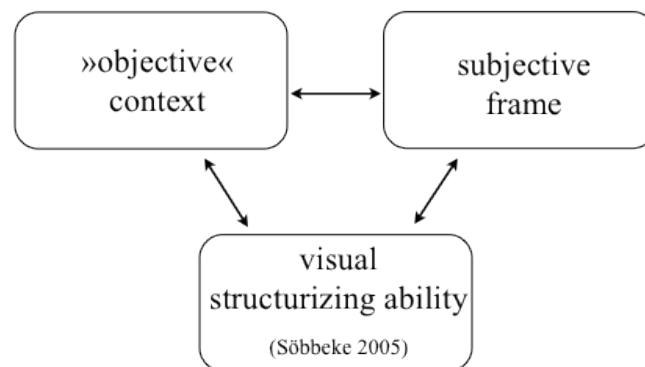 »objective«
context
subjective
frame
visual
structurizing ability
(Söbbeke 2005)